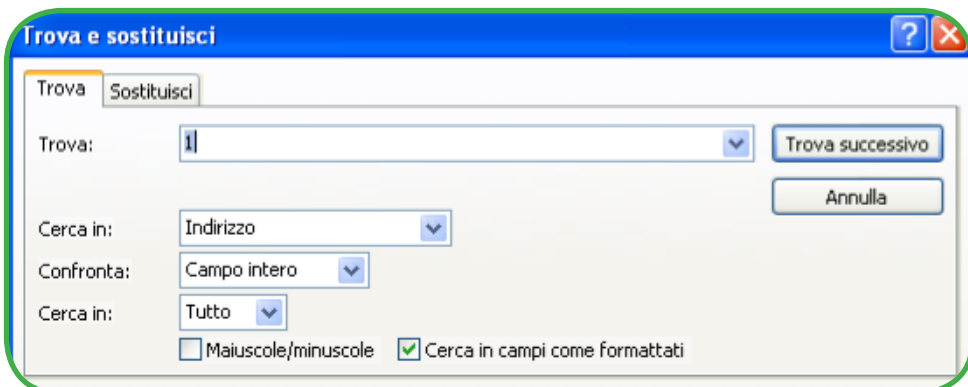 Trova e sostituisci
Trova Sostituisci
Trova: 1 Trova successivo
Annulla
Cerca in: Indirizzo
Confronta: Campo intero
Cerca in: Tutto
Maiuscole/minuscole Cerca in campi come formattati